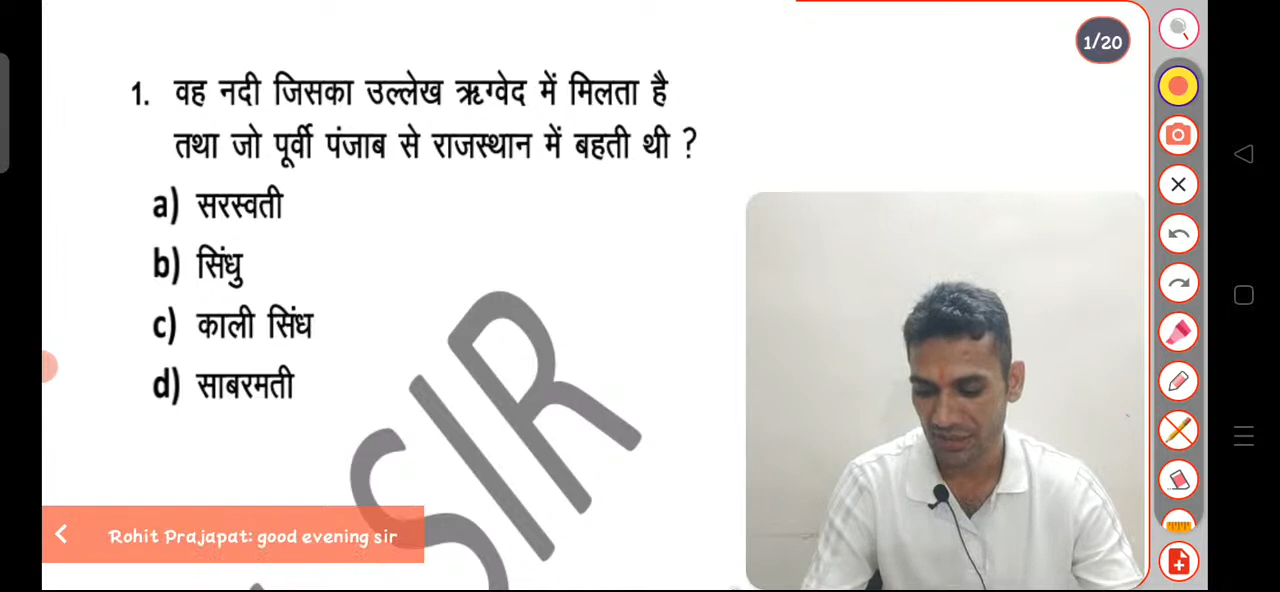 1/20
1. वह नदी जिसका उल्लेख ऋग्वेद में मिलता है
तथा जो पूर्वी पंजाब से राजस्थान में बहती थी ?
a) सरस्वती
b) सिंधु
c) काली सिंध
d) साबरमती
SIR
Rohit Prajapat: good evening sir